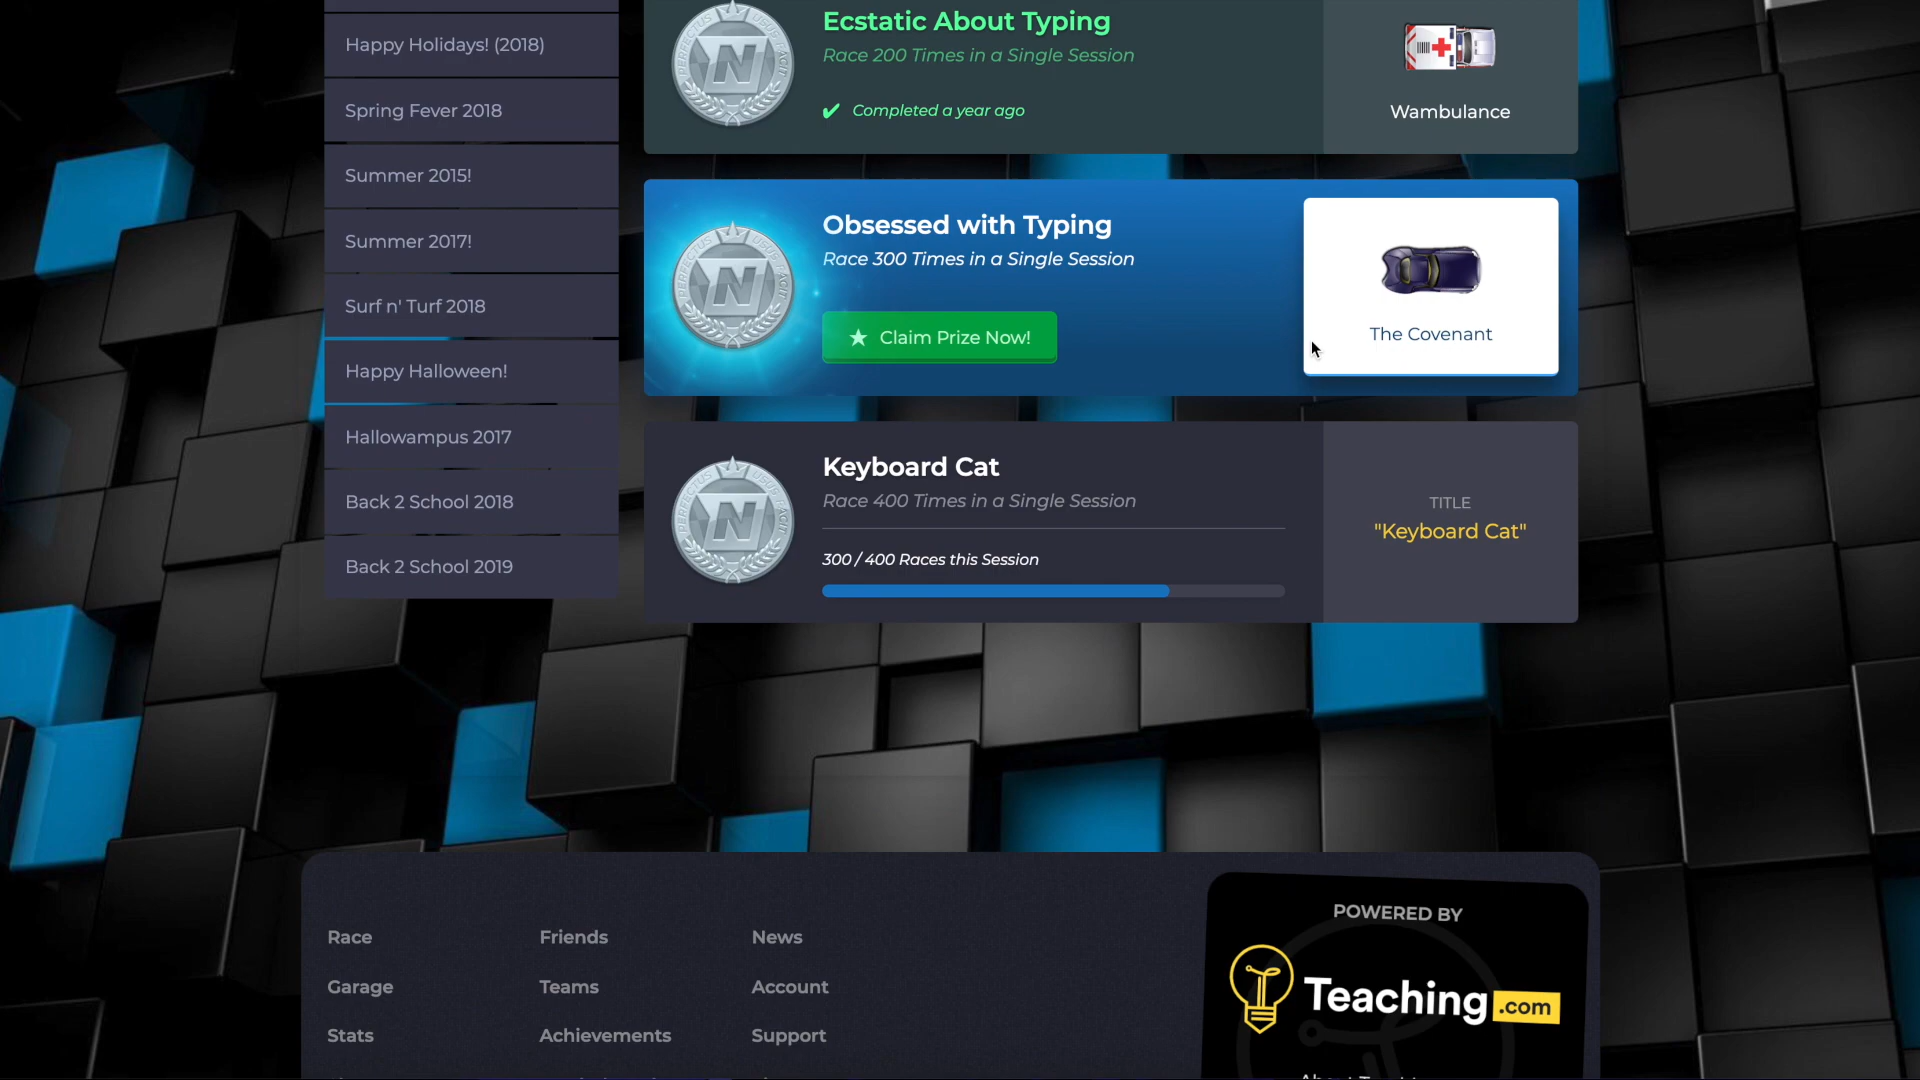 Happy Holidays! (2018)
Spring Fever 2018
Summer 2015!
Summer 2017!
Surf n' Turf 2018
Happy Halloween!
Hallowampus 2017
Back 2 School 2018
Back 2 School 2019
Ecstatic About Typing
Race 200 Times in a Single Session
Completed a year ago
Wambulance
Obsessed with Typing
Race 300 Times in a Single Session
Claim Prize Now!
The Covenant
Keyboard Cat
Race 400 Times in a Single Session
300 / 400 Races this Session
TITLE
"Keyboard Cat"
Race
Garage
Stats
Friends
Teams
Achievements
News
Account
Support
POWERED BY
Teaching.com